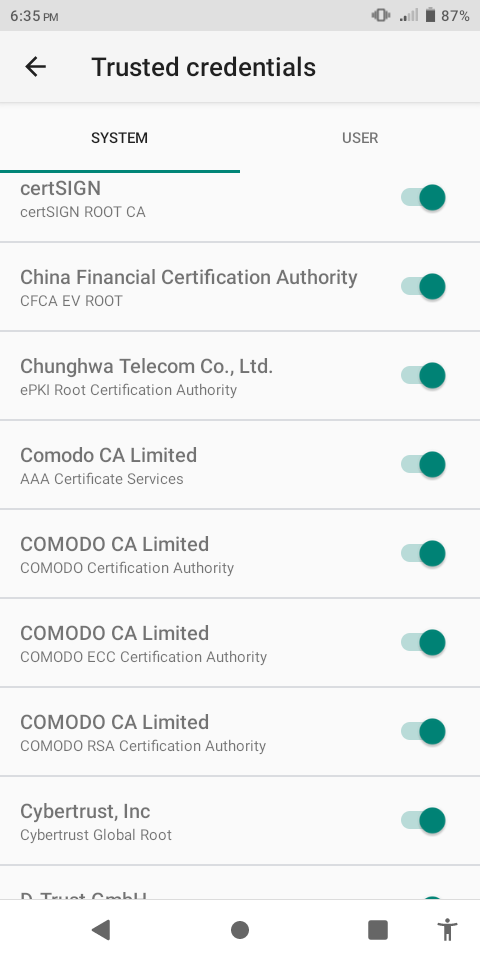 6:35 PM 87%
Trusted credentials
SYSTEM USER
certSIGN
certSIGN ROOT CA
China Financial Certification Authority
CFCA EV ROOT
Chunghwa Telecom Co., Ltd.
ePKI Root Certification Authority
Comodo CA Limited
AAA Certificate Services
COMODO CA Limited
COMODO Certification Authority
COMODO CA Limited
COMODO ECC Certification Authority
COMODO CA Limited
COMODO RSA Certification Authority
Cybertrust, Inc
Cybertrust Global Root
D-Trust GmbH